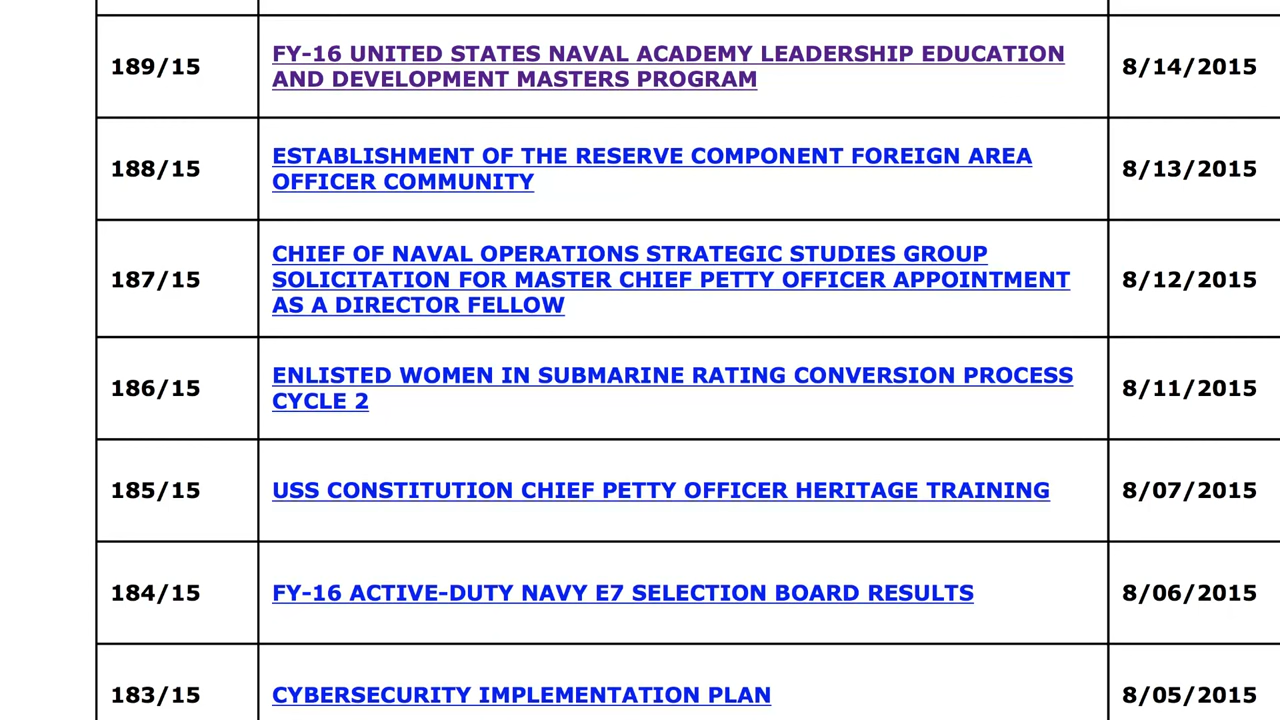 189/15
FY-16 UNITED STATES NAVAL ACADEMY LEADERSHIP EDUCATION
AND DEVELOPMENT MASTERS PROGRAM
8/14/2015
188/15
ESTABLISHMENT OF THE RESERVE COMPONENT FOREIGN AREA
OFFICER COMMUNITY
8/13/2015
187/15
CHIEF OF NAVAL OPERATIONS STRATEGIC STUDIES GROUP
SOLICITATION FOR MASTER CHIEF PETTY OFFICER APPOINTMENT
AS A DIRECTOR FELLOW
8/12/2015
186/15
ENLISTED WOMEN IN SUBMARINE RATING CONVERSION PROCESS
CYCLE 2
8/11/2015
185/15
USS CONSTITUTION CHIEF PETTY OFFICER HERITAGE TRAINING
8/07/2015
184/15
FY-16 ACTIVE-DUTY NAVY E7 SELECTION BOARD RESULTS
8/06/2015
183/15
CYBERSECURITY IMPLEMENTATION PLAN
8/05/2015